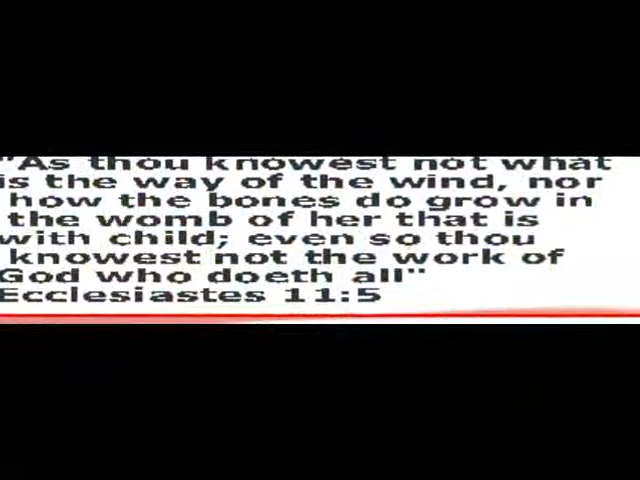 "As thou knowest not what
is the way of the wind, nor
how the bones do grow in
the womb of her that is
with child; even so thou
knowest not the work of
God who doeth all"
Ecclesiastes 11:5